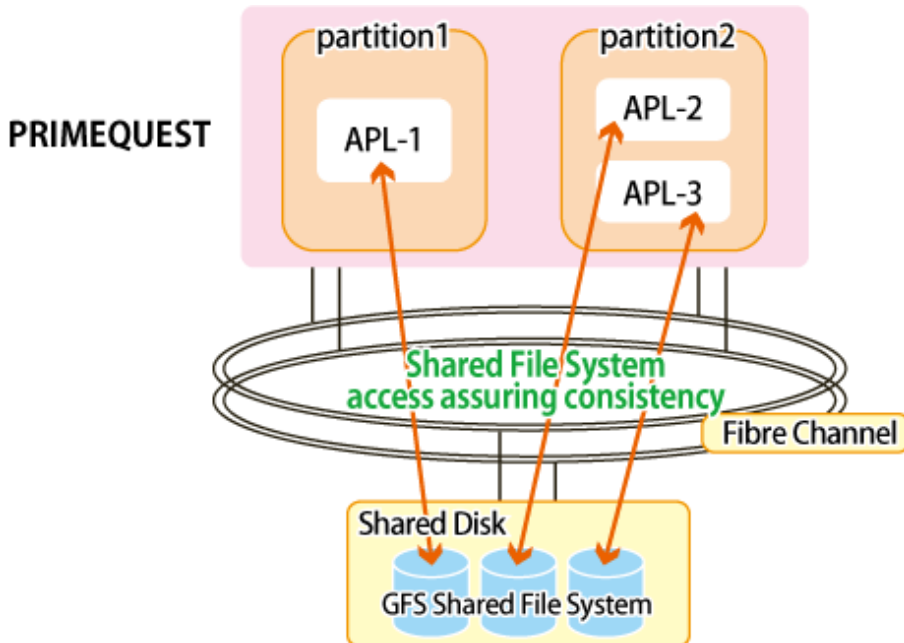 partition1
partition2
APL-1
APL-2
APL-3
PRIMEQUEST
Shared File System
access assuring consistency
Fibre Channel
Shared Disk
GFS Shared File System